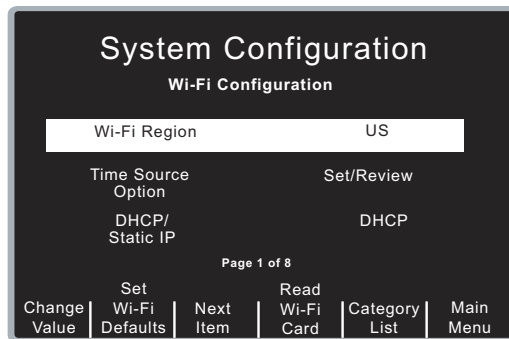 System Configuration
Wi-Fi Configuration
Wi-Fi Region US
Time Source Option Set/Review
DHCP/ Static IP DHCP
Page 1 of 8
Change Value
Set Wi-Fi Defaults
Next Item
Read Wi-Fi Card
Category List
Main Menu